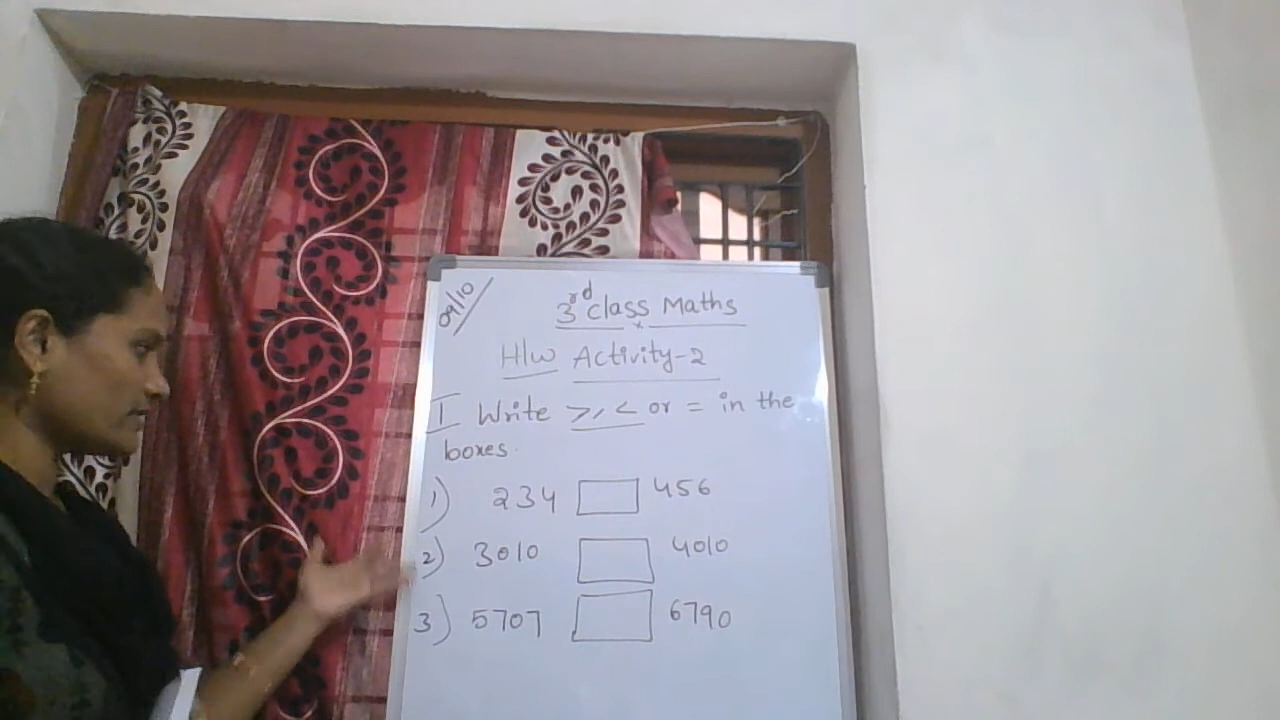 09/10
3rd Class Maths
H/w Activity-2
I Write >, < or = in the
boxes.
1) 234 456
2) 3010 4010
3) 5707 6790